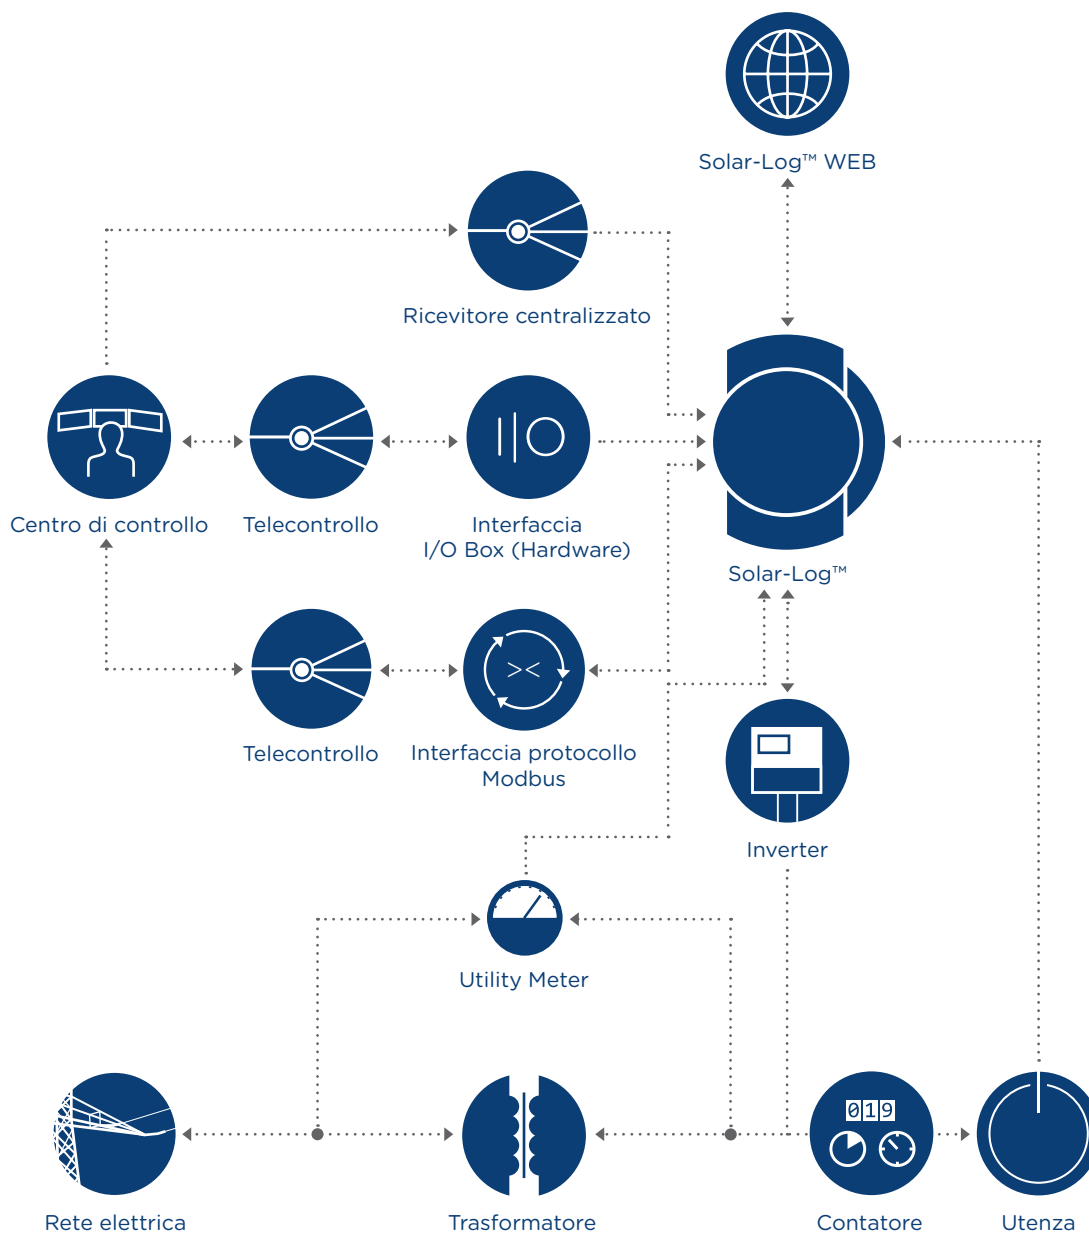 Solar-Log™ WEB
Ricevitore centralizzato
Centro di controllo
Telecontrollo
Interfaccia
I/O Box (Hardware)
Solar-Log™
Telecontrollo
Interfaccia protocollo
Modbus
Inverter
Utility Meter
019
Rete elettrica
Trasformatore
Contatore
Utenza